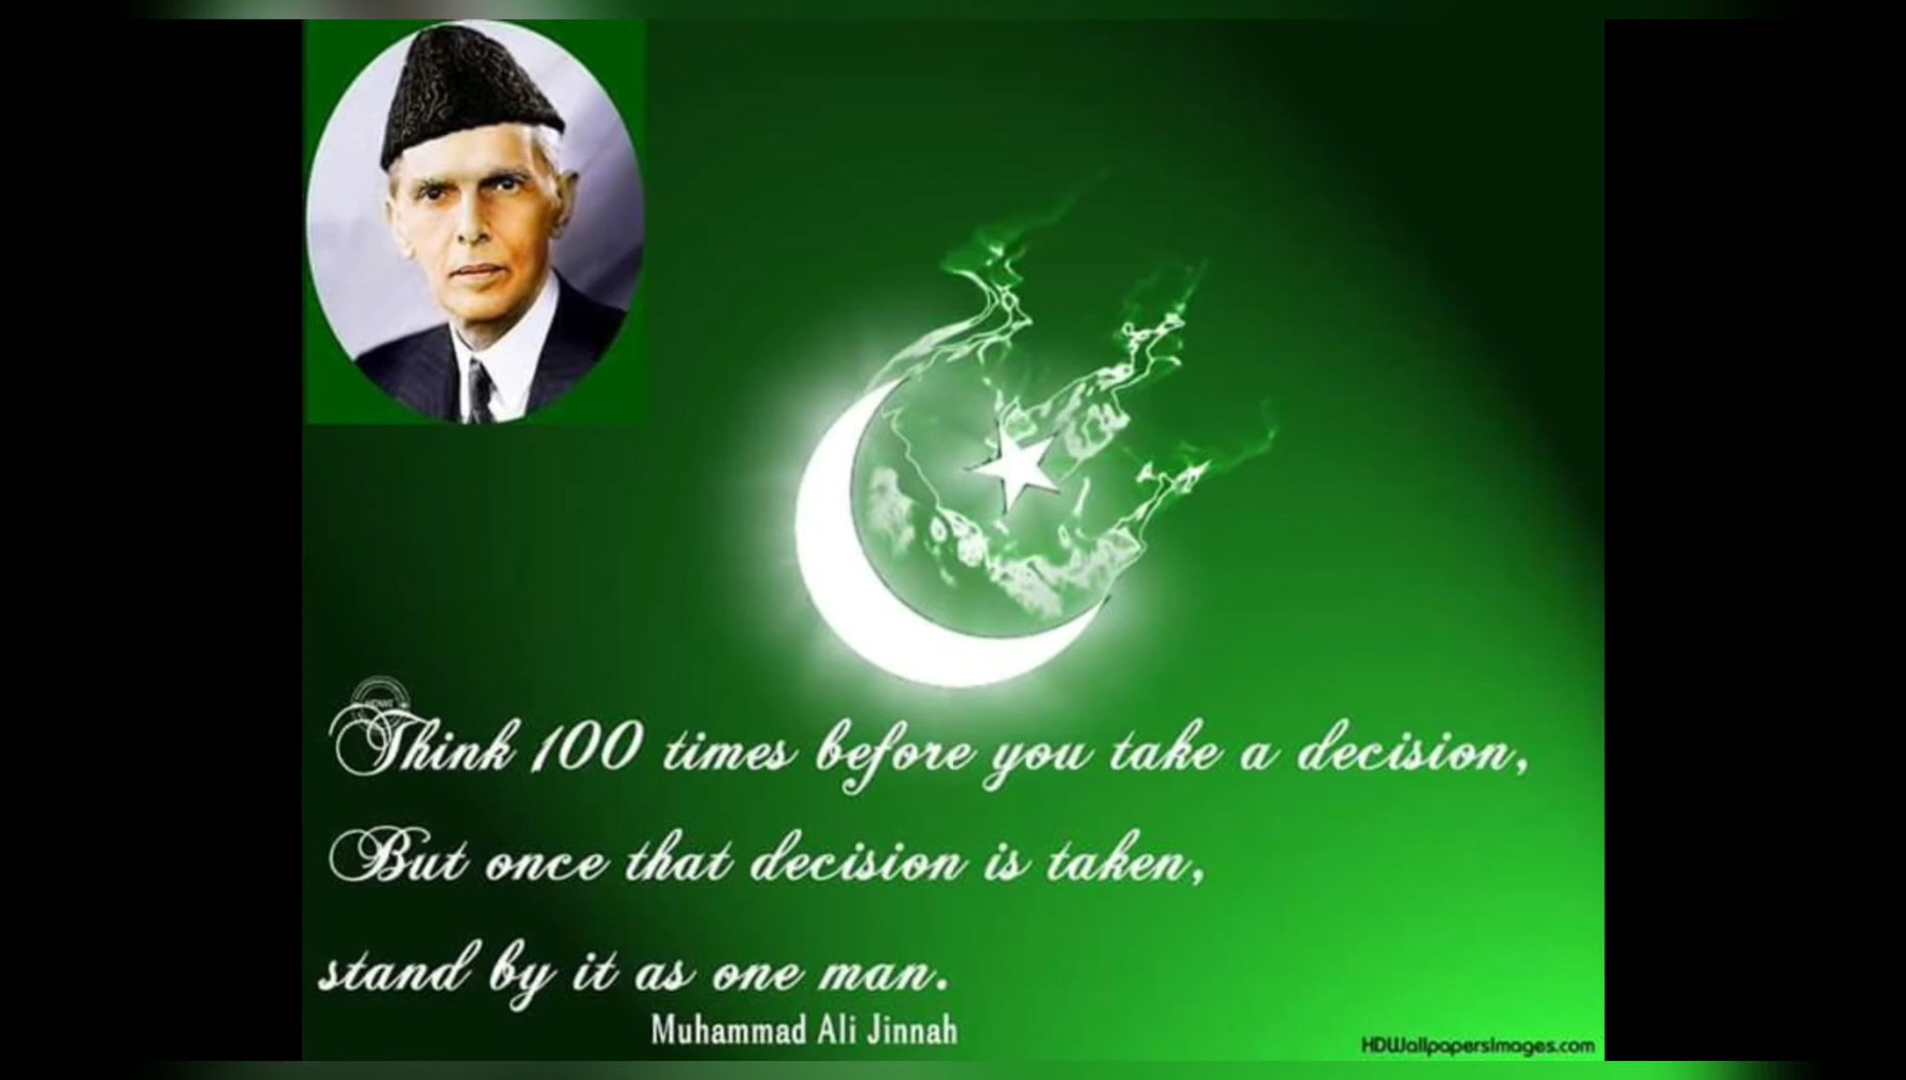 Think 100 times before you take a decision,
But once that decision is taken,
stand by it as one man.
Muhammad Ali Jinnah
HDWallpapersImages.com